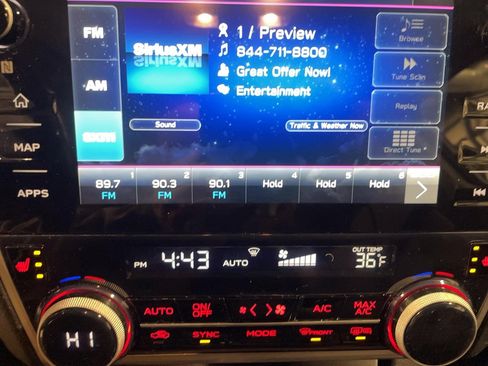 FM
1 / Preview
SiriusXM
844-711-8800
Browse
AM
Great Offer Now!
Tune Scan
Entertainment
Replay
SXM
Sound
Traffic & Weather Now
Direct Tune
MAP
APPS
1 2 3 4 5 6
89.7 90.3 90.1 Hold Hold Hold
FM FM FM
PM 4:43 AUTO OUT TEMP 36°F
AUTO ON/OFF A/C MAX A/C
HI SYNC MODE FRONT